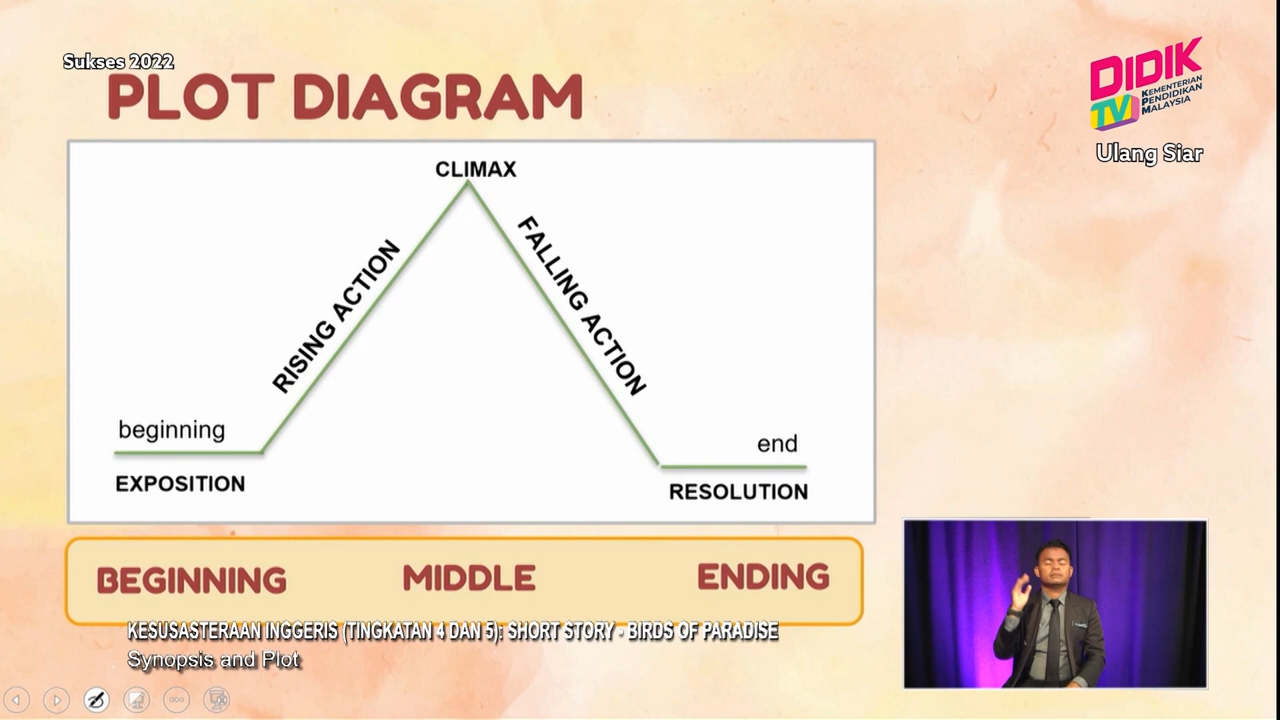 Sukses 2022
PLOT DIAGRAM
DIDIK
TV
KEMENTERIAN
PENDIDIKAN
MALAYSIA
Ulang Siar
CLIMAX
RISING ACTION
FALLING ACTION
beginning
end
EXPOSITION
RESOLUTION
BEGINNING
MIDDLE
ENDING
KESUSASTERAAN INGGERIS (TINGKATAN 4 DAN 5): SHORT STORY - BIRDS OF PARADISE
Synopsis and Plot